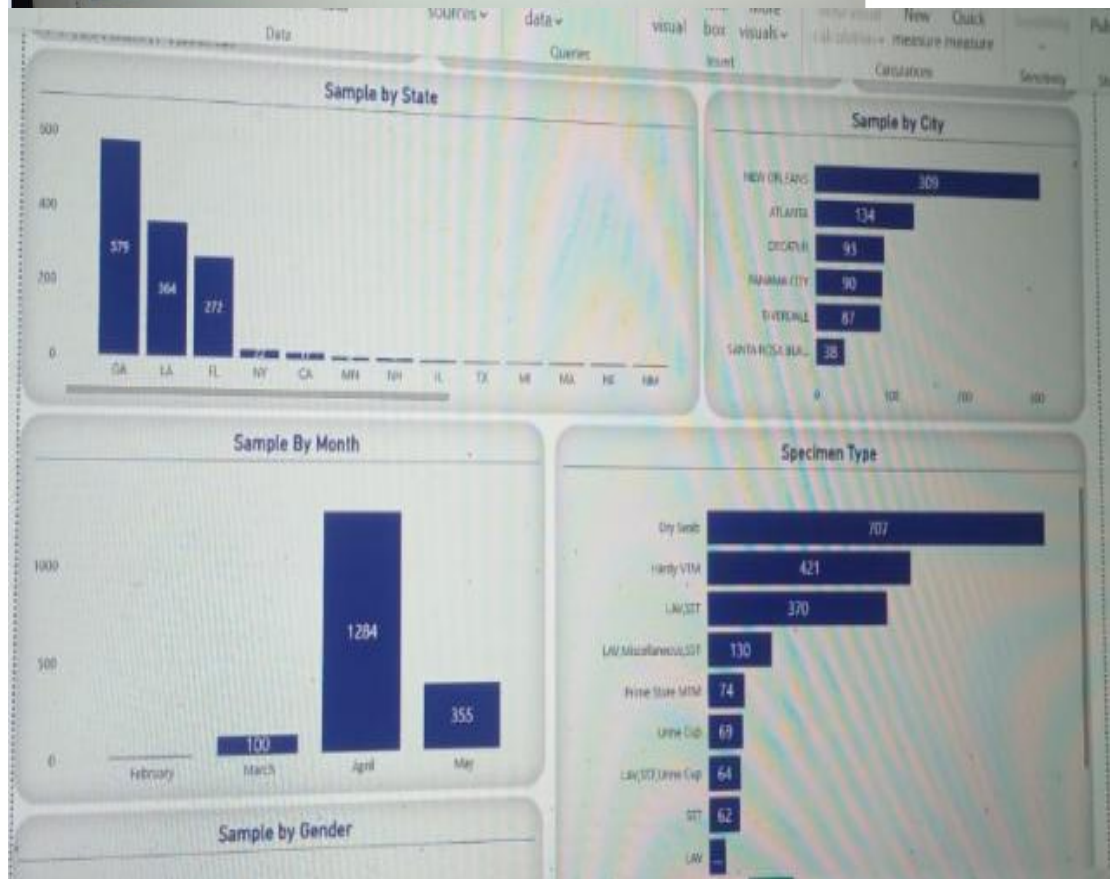 sources
data
visual
box
visuals
New
Quick
measure
measure
Data
Queries
Calculations
Sensitivity
Sample by State
600
400
200
0
579
364
272
GA
LA
FL
NY
CA
MN
NH
IL
TX
MI
MA
NM
Sample by City
NEW ORLEANS
309
ATLANTA
134
DECATUR
93
PANAMA CITY
90
RIVERDALE
87
SANTA ROSA
38
0
100
Sample By Month
1000
500
0
100
1284
355
February
March
April
May
Specimen Type
Dry Swab
707
Hardy VTM
421
LAV,SST
370
LAV,Miscellaneous,SST
130
Prime Store MTM
74
Urine Cup
69
LAV,SST,Urine Cup
64
SST
62
LAV
...
Sample by Gender